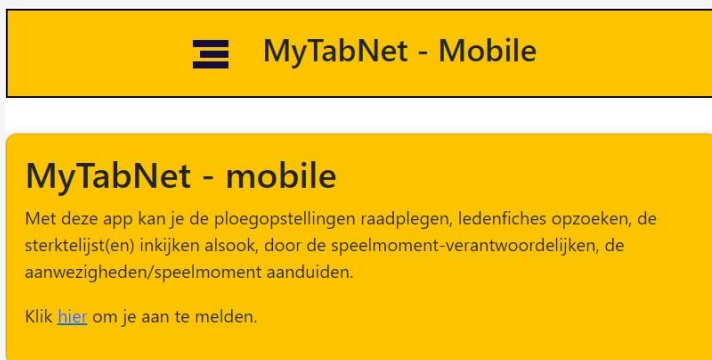 MyTabNet - Mobile
MyTabNet - mobile
Met deze app kan je de ploegopstellingen raadplegen, ledenfiches opzoeken, de
sterktelijst(en) inkijken alsook, door de speelmoment-verantwoordelijken, de
aanwezigheden/speelmoment aanduiden.
Klik hier om je aan te melden.